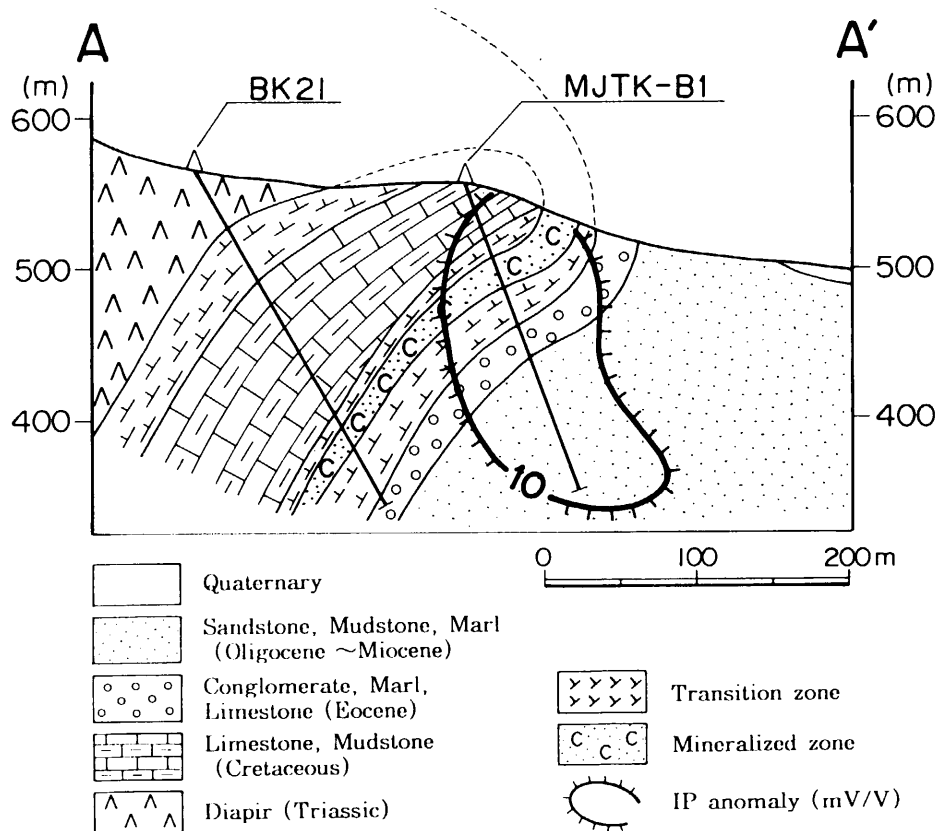 A
A′
(m)
(m)
BK21
MJTK-B1
600
600
500
500
400
400
C
C
C
C
C
C
10
0
100
200m
Quaternary
Sandstone, Mudstone, Marl
(Oligocene ~Miocene)
Conglomerate, Marl,
Limestone (Eocene)
Limestone, Mudstone
(Cretaceous)
Diapir (Triassic)
Transition zone
C C C
Mineralized zone
IP anomaly (mV/V)